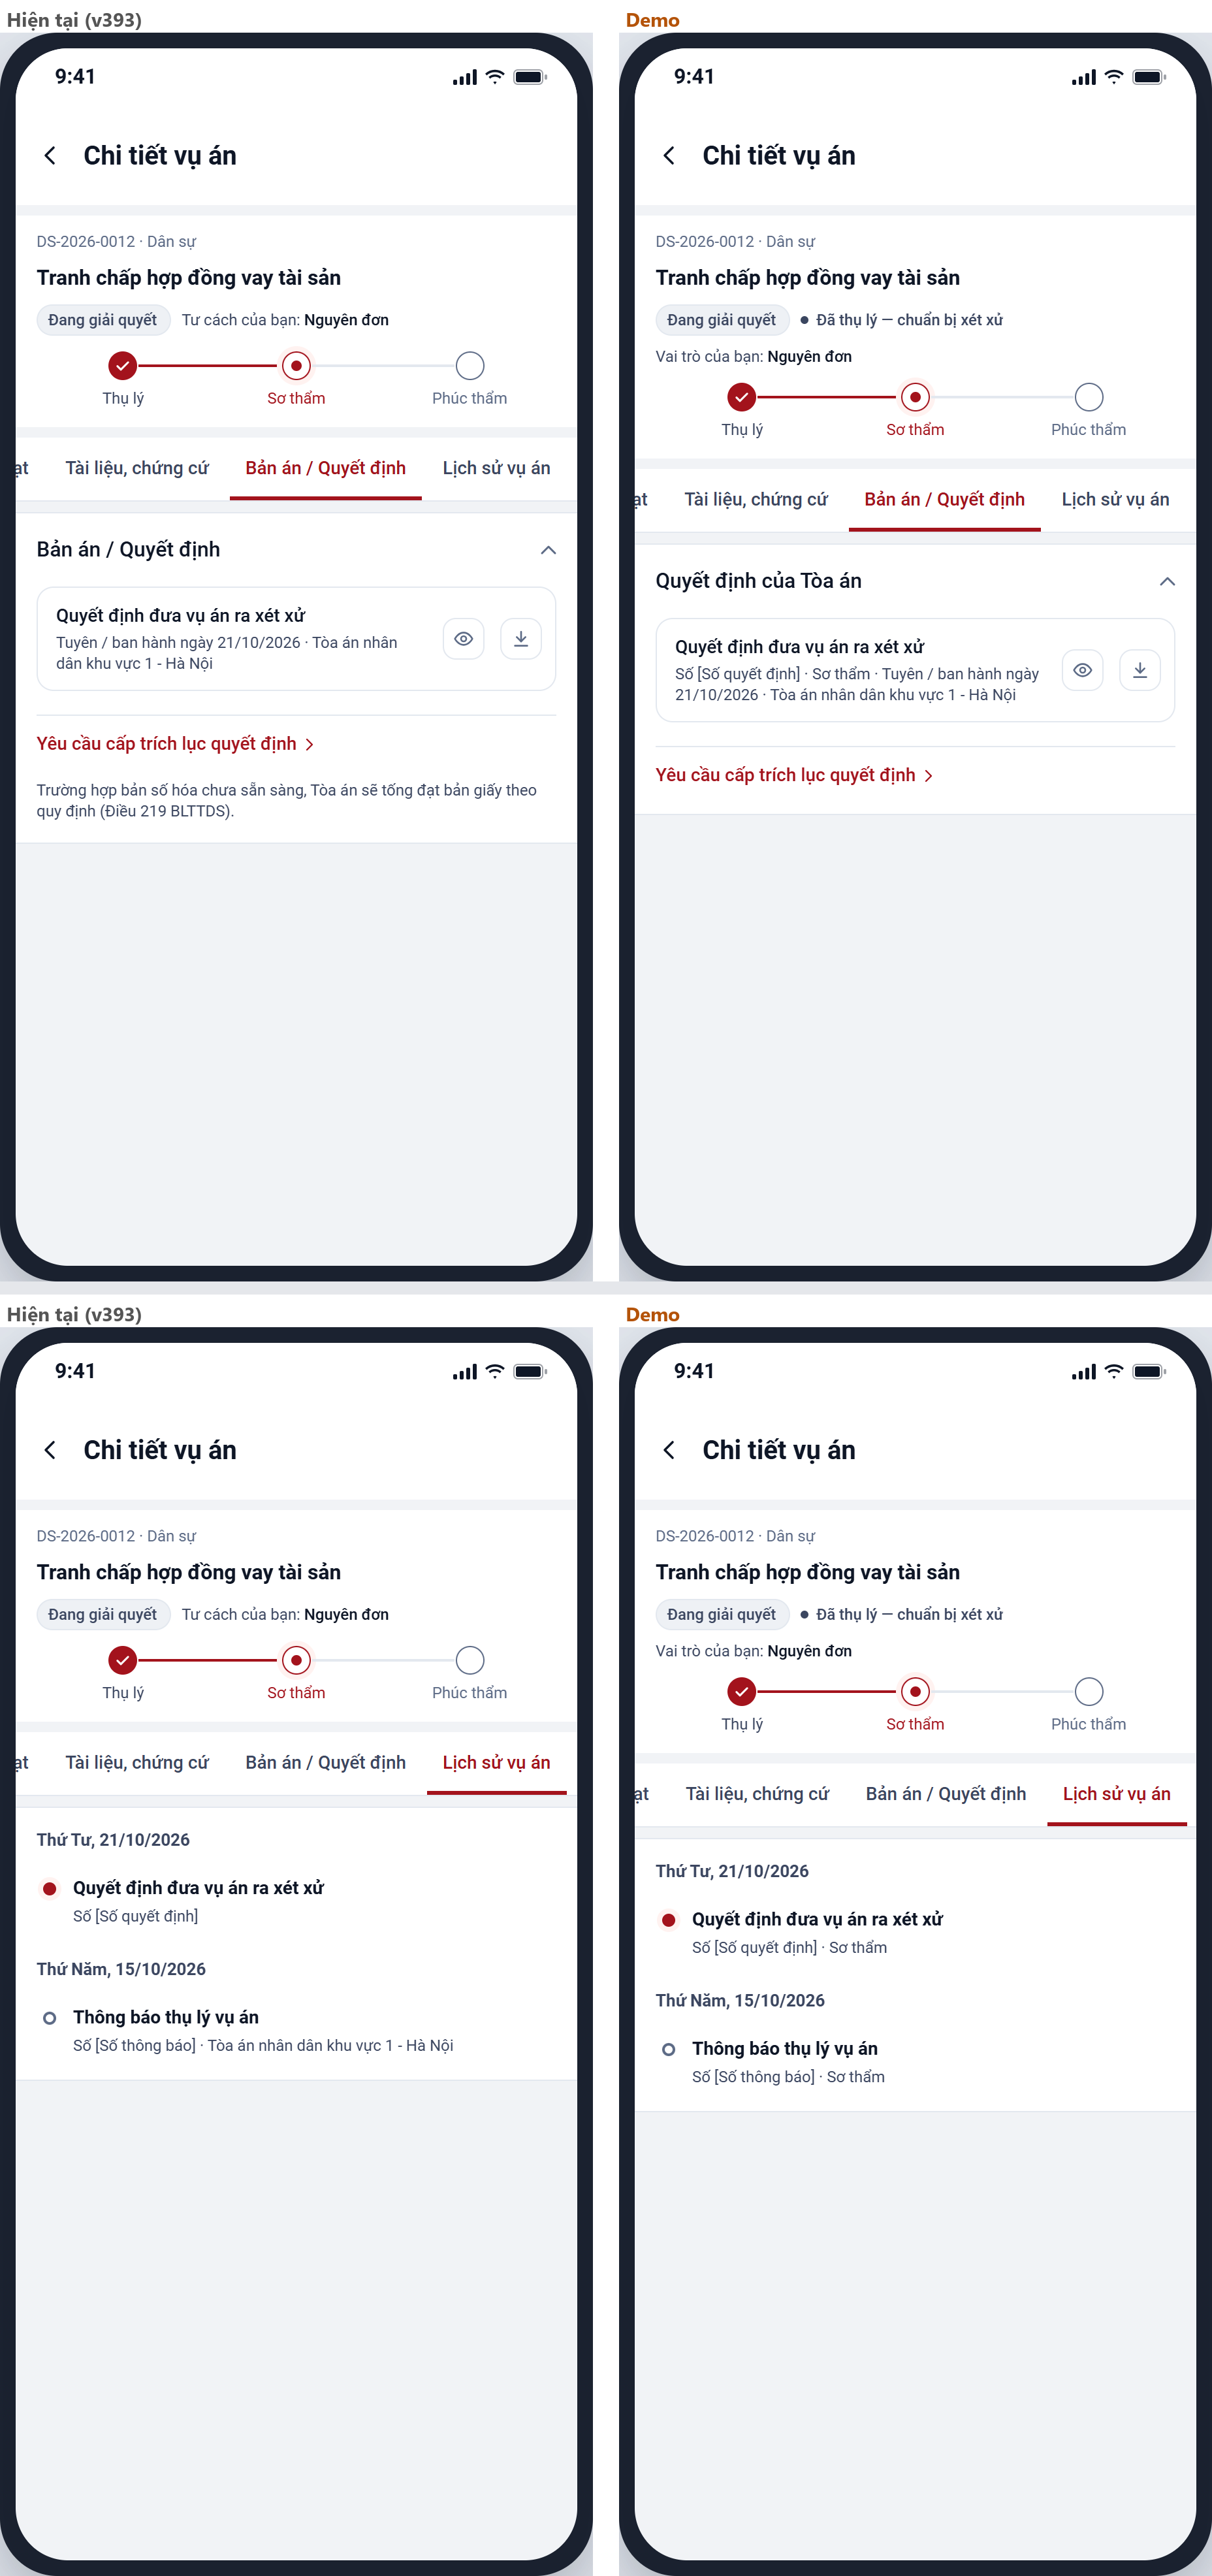 Hiện tại (v393)
9:41
Chi tiết vụ án
DS-2026-0012 · Dân sự
Tranh chấp hợp đồng vay tài sản
Đang giải quyết Tư cách của bạn: Nguyên đơn
Thụ lý Sơ thẩm Phúc thẩm
ạt Tài liệu, chứng cứ Bản án / Quyết định Lịch sử vụ án
Bản án / Quyết định
Quyết định đưa vụ án ra xét xử
Tuyên / ban hành ngày 21/10/2026 · Tòa án nhân
dân khu vực 1 - Hà Nội
Yêu cầu cấp trích lục quyết định
Trường hợp bản số hóa chưa sẵn sàng, Tòa án sẽ tống đạt bản giấy theo
quy định (Điều 219 BLTTDS).
Demo
9:41
Chi tiết vụ án
DS-2026-0012 · Dân sự
Tranh chấp hợp đồng vay tài sản
Đang giải quyết Đã thụ lý — chuẩn bị xét xử
Vai trò của bạn: Nguyên đơn
Thụ lý Sơ thẩm Phúc thẩm
ạt Tài liệu, chứng cứ Bản án / Quyết định Lịch sử vụ án
Quyết định của Tòa án
Quyết định đưa vụ án ra xét xử
Số [Số quyết định] · Sơ thẩm · Tuyên / ban hành ngày
21/10/2026 · Tòa án nhân dân khu vực 1 - Hà Nội
Yêu cầu cấp trích lục quyết định
Hiện tại (v393)
9:41
Chi tiết vụ án
DS-2026-0012 · Dân sự
Tranh chấp hợp đồng vay tài sản
Đang giải quyết Tư cách của bạn: Nguyên đơn
Thụ lý Sơ thẩm Phúc thẩm
ạt Tài liệu, chứng cứ Bản án / Quyết định Lịch sử vụ án
Thứ Tư, 21/10/2026
Quyết định đưa vụ án ra xét xử
Số [Số quyết định]
Thứ Năm, 15/10/2026
Thông báo thụ lý vụ án
Số [Số thông báo] · Tòa án nhân dân khu vực 1 - Hà Nội
Demo
9:41
Chi tiết vụ án
DS-2026-0012 · Dân sự
Tranh chấp hợp đồng vay tài sản
Đang giải quyết Đã thụ lý — chuẩn bị xét xử
Vai trò của bạn: Nguyên đơn
Thụ lý Sơ thẩm Phúc thẩm
ạt Tài liệu, chứng cứ Bản án / Quyết định Lịch sử vụ án
Thứ Tư, 21/10/2026
Quyết định đưa vụ án ra xét xử
Số [Số quyết định] · Sơ thẩm
Thứ Năm, 15/10/2026
Thông báo thụ lý vụ án
Số [Số thông báo] · Sơ thẩm